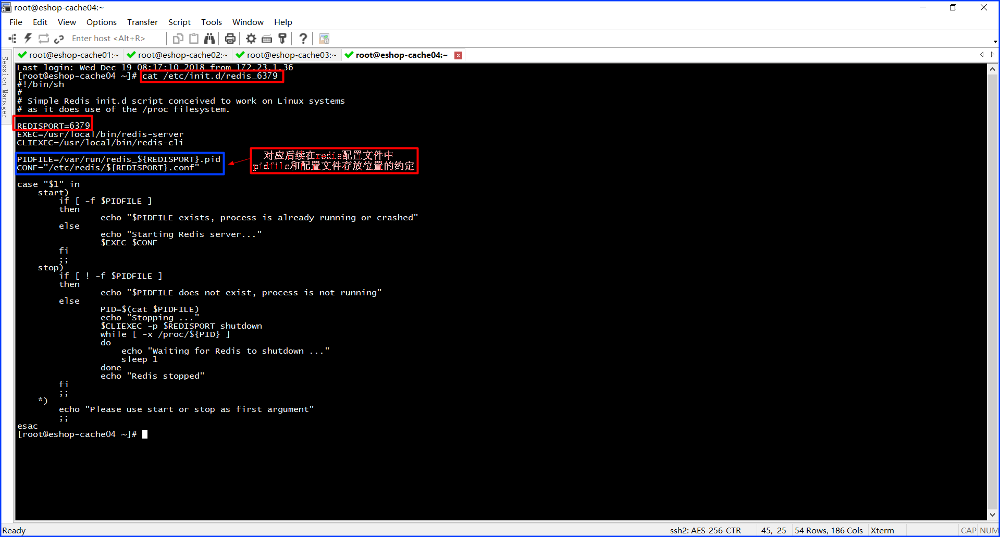 root@eshop-cache04:~
File Edit View Options Transfer Script Tools Window Help
Enter host <Alt+R>
root@eshop-cache01:~ root@eshop-cache02:~ root@eshop-cache03:~ root@eshop-cache04:~
Session Manager
Last login: Wed Dec 19 08:17:10 2018 from 172.23.1.36
[root@eshop-cache04 ~]# cat /etc/init.d/redis_6379
#!/bin/sh
#
# Simple Redis init.d script conceived to work on Linux systems
# as it does use of the /proc filesystem.
REDISPORT=6379
EXEC=/usr/local/bin/redis-server
CLIEXEC=/usr/local/bin/redis-cli
PIDFILE=/var/run/redis_${REDISPORT}.pid
CONF="/etc/redis/${REDISPORT}.conf"
对应后续在redis配置文件中
pidfile和配置文件存放位置的约定
case "$1" in
start)
if [ -f $PIDFILE ]
then
echo "$PIDFILE exists, process is already running or crashed"
else
echo "Starting Redis server..."
$EXEC $CONF
fi
;;
stop)
if [ ! -f $PIDFILE ]
then
echo "$PIDFILE does not exist, process is not running"
else
PID=$(cat $PIDFILE)
echo "Stopping ..."
$CLIEXEC -p $REDISPORT shutdown
while [ -x /proc/${PID} ]
do
echo "Waiting for Redis to shutdown ..."
sleep 1
done
echo "Redis stopped"
fi
;;
*)
echo "Please use start or stop as first argument"
;;
esac
[root@eshop-cache04 ~]#
Ready ssh2: AES-256-CTR 45, 25 54 Rows, 186 Cols Xterm CAP NUM